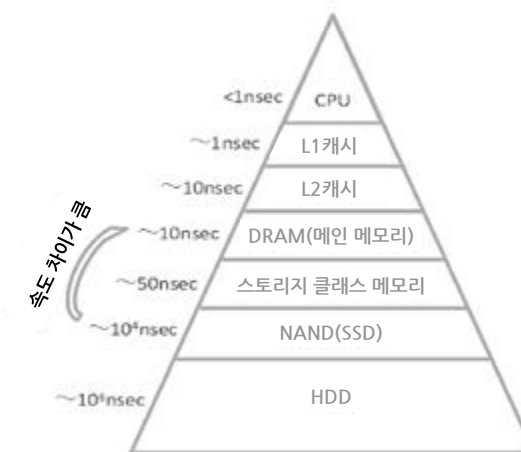 <1nsec CPU
~1nsec L1캐시
~10nsec L2캐시
~10nsec DRAM(메인 메모리)
속도 차이가 큼
~50nsec 스토리지 클래스 메모리
~10⁴nsec NAND(SSD)
~10⁶nsec HDD